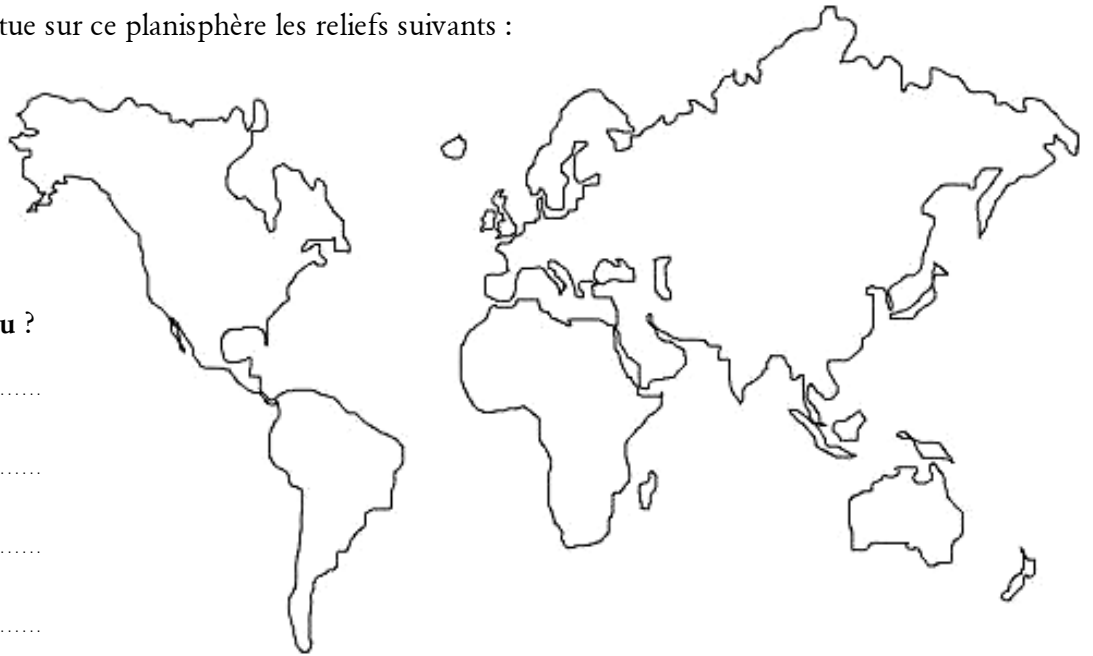 tue sur ce planisphère les reliefs suivants :
u ?
......
......
......
......